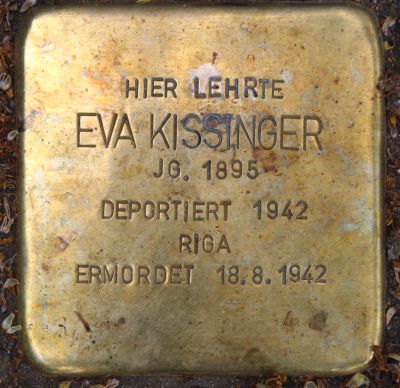 HIER LEHRTE
EVA KISSINGER
JG. 1895
DEPORTIERT 1942
RIGA
ERMORDET 18.8.1942